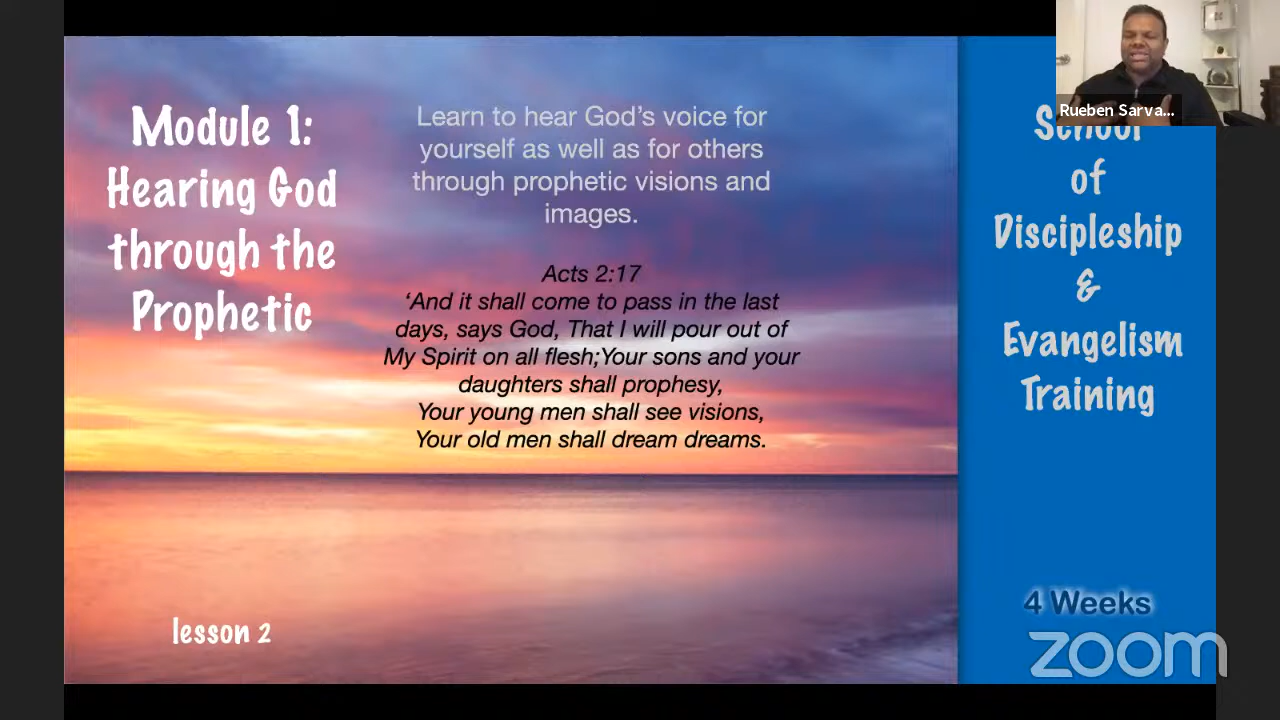 Module 1:
Hearing God
through the
Prophetic
lesson 2
Learn to hear God's voice for
yourself as well as for others
through prophetic visions and
images.
Acts 2:17
‘And it shall come to pass in the last
days, says God, That I will pour out of
My Spirit on all flesh;Your sons and your
daughters shall prophesy,
Your young men shall see visions,
Your old men shall dream dreams.
Rueben Sarva...
School
of
Discipleship
&
Evangelism
Training
4 Weeks
zoom